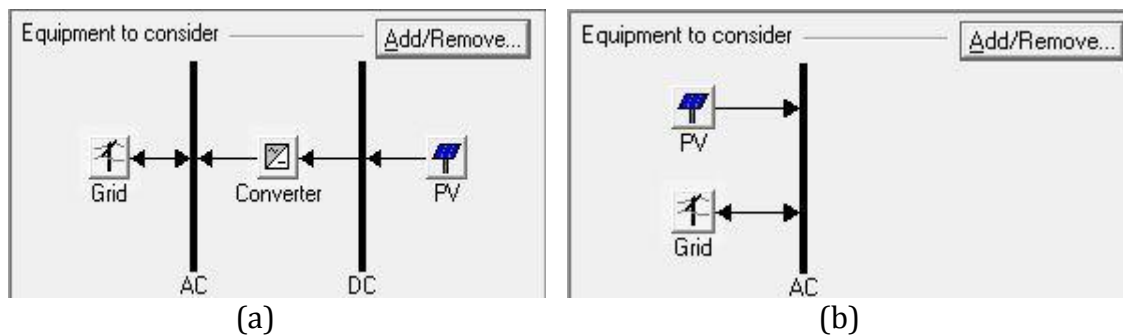 Equipment to consider
Add/Remove...
Grid
Converter
PV
AC
DC
(a)
Equipment to consider
Add/Remove...
PV
Grid
AC
(b)